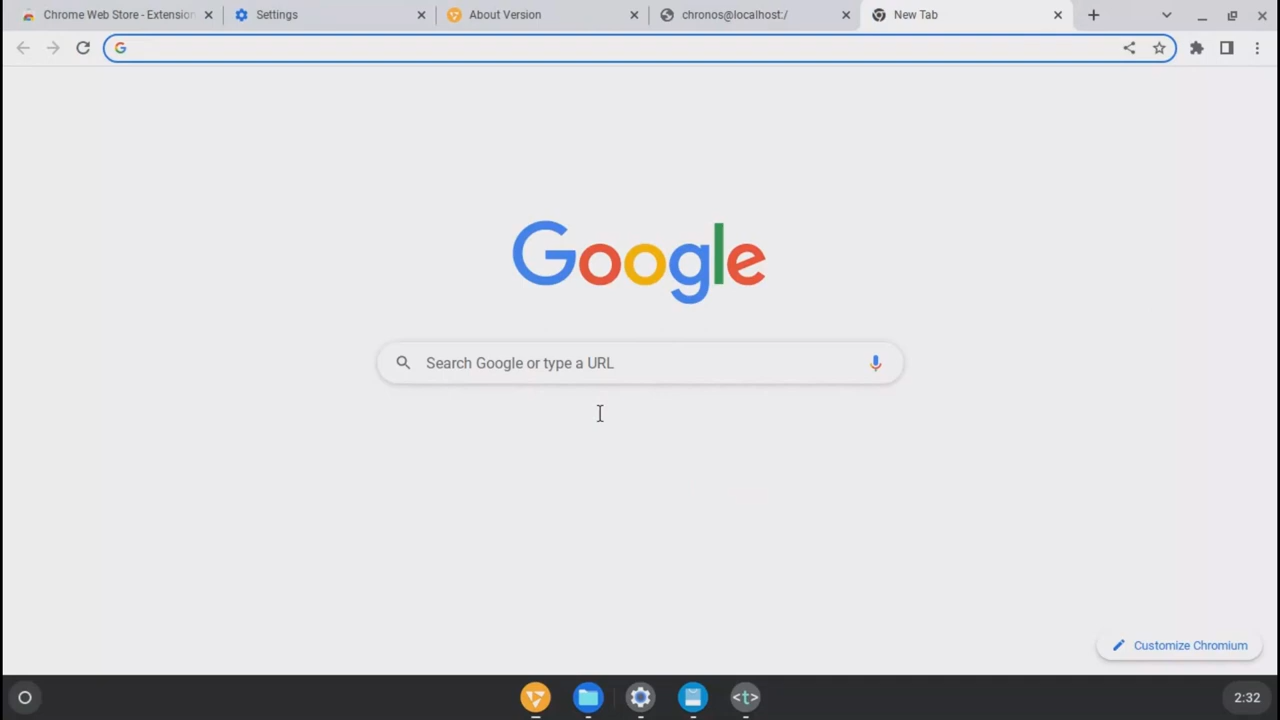 Chrome Web Store - Extension
Settings
About Version
chronos@localhost:/
New Tab
Google
Search Google or type a URL
Customize Chromium
<t>
2:32